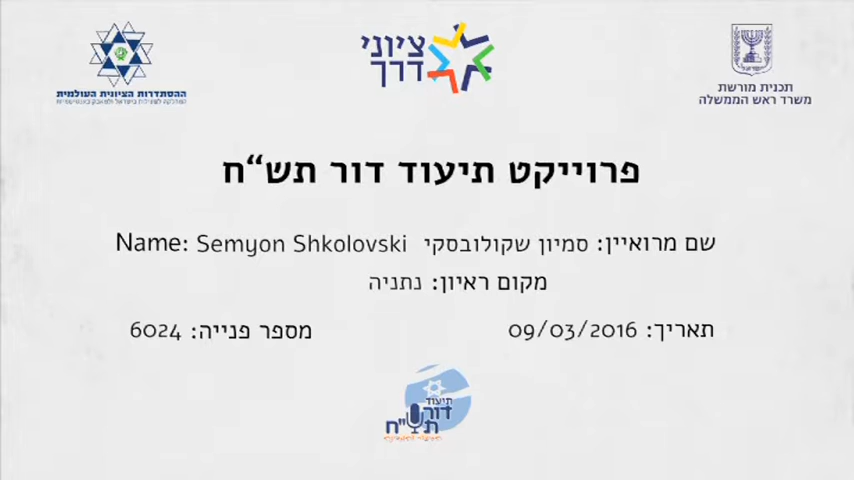 ההסתדרות הציונית העולמית
ציוני
דרך
תכנית מורשת
משרד ראש הממשלה
פרוייקט תיעוד דור תש“ח
שם מרואיין: סמיון שקולובסקי Name: Semyon Shkolovski
מקום ראיון: נתניה
תאריך: 09/03/2016
מספר פנייה: 6024
תיעוד
דור
תש"ח